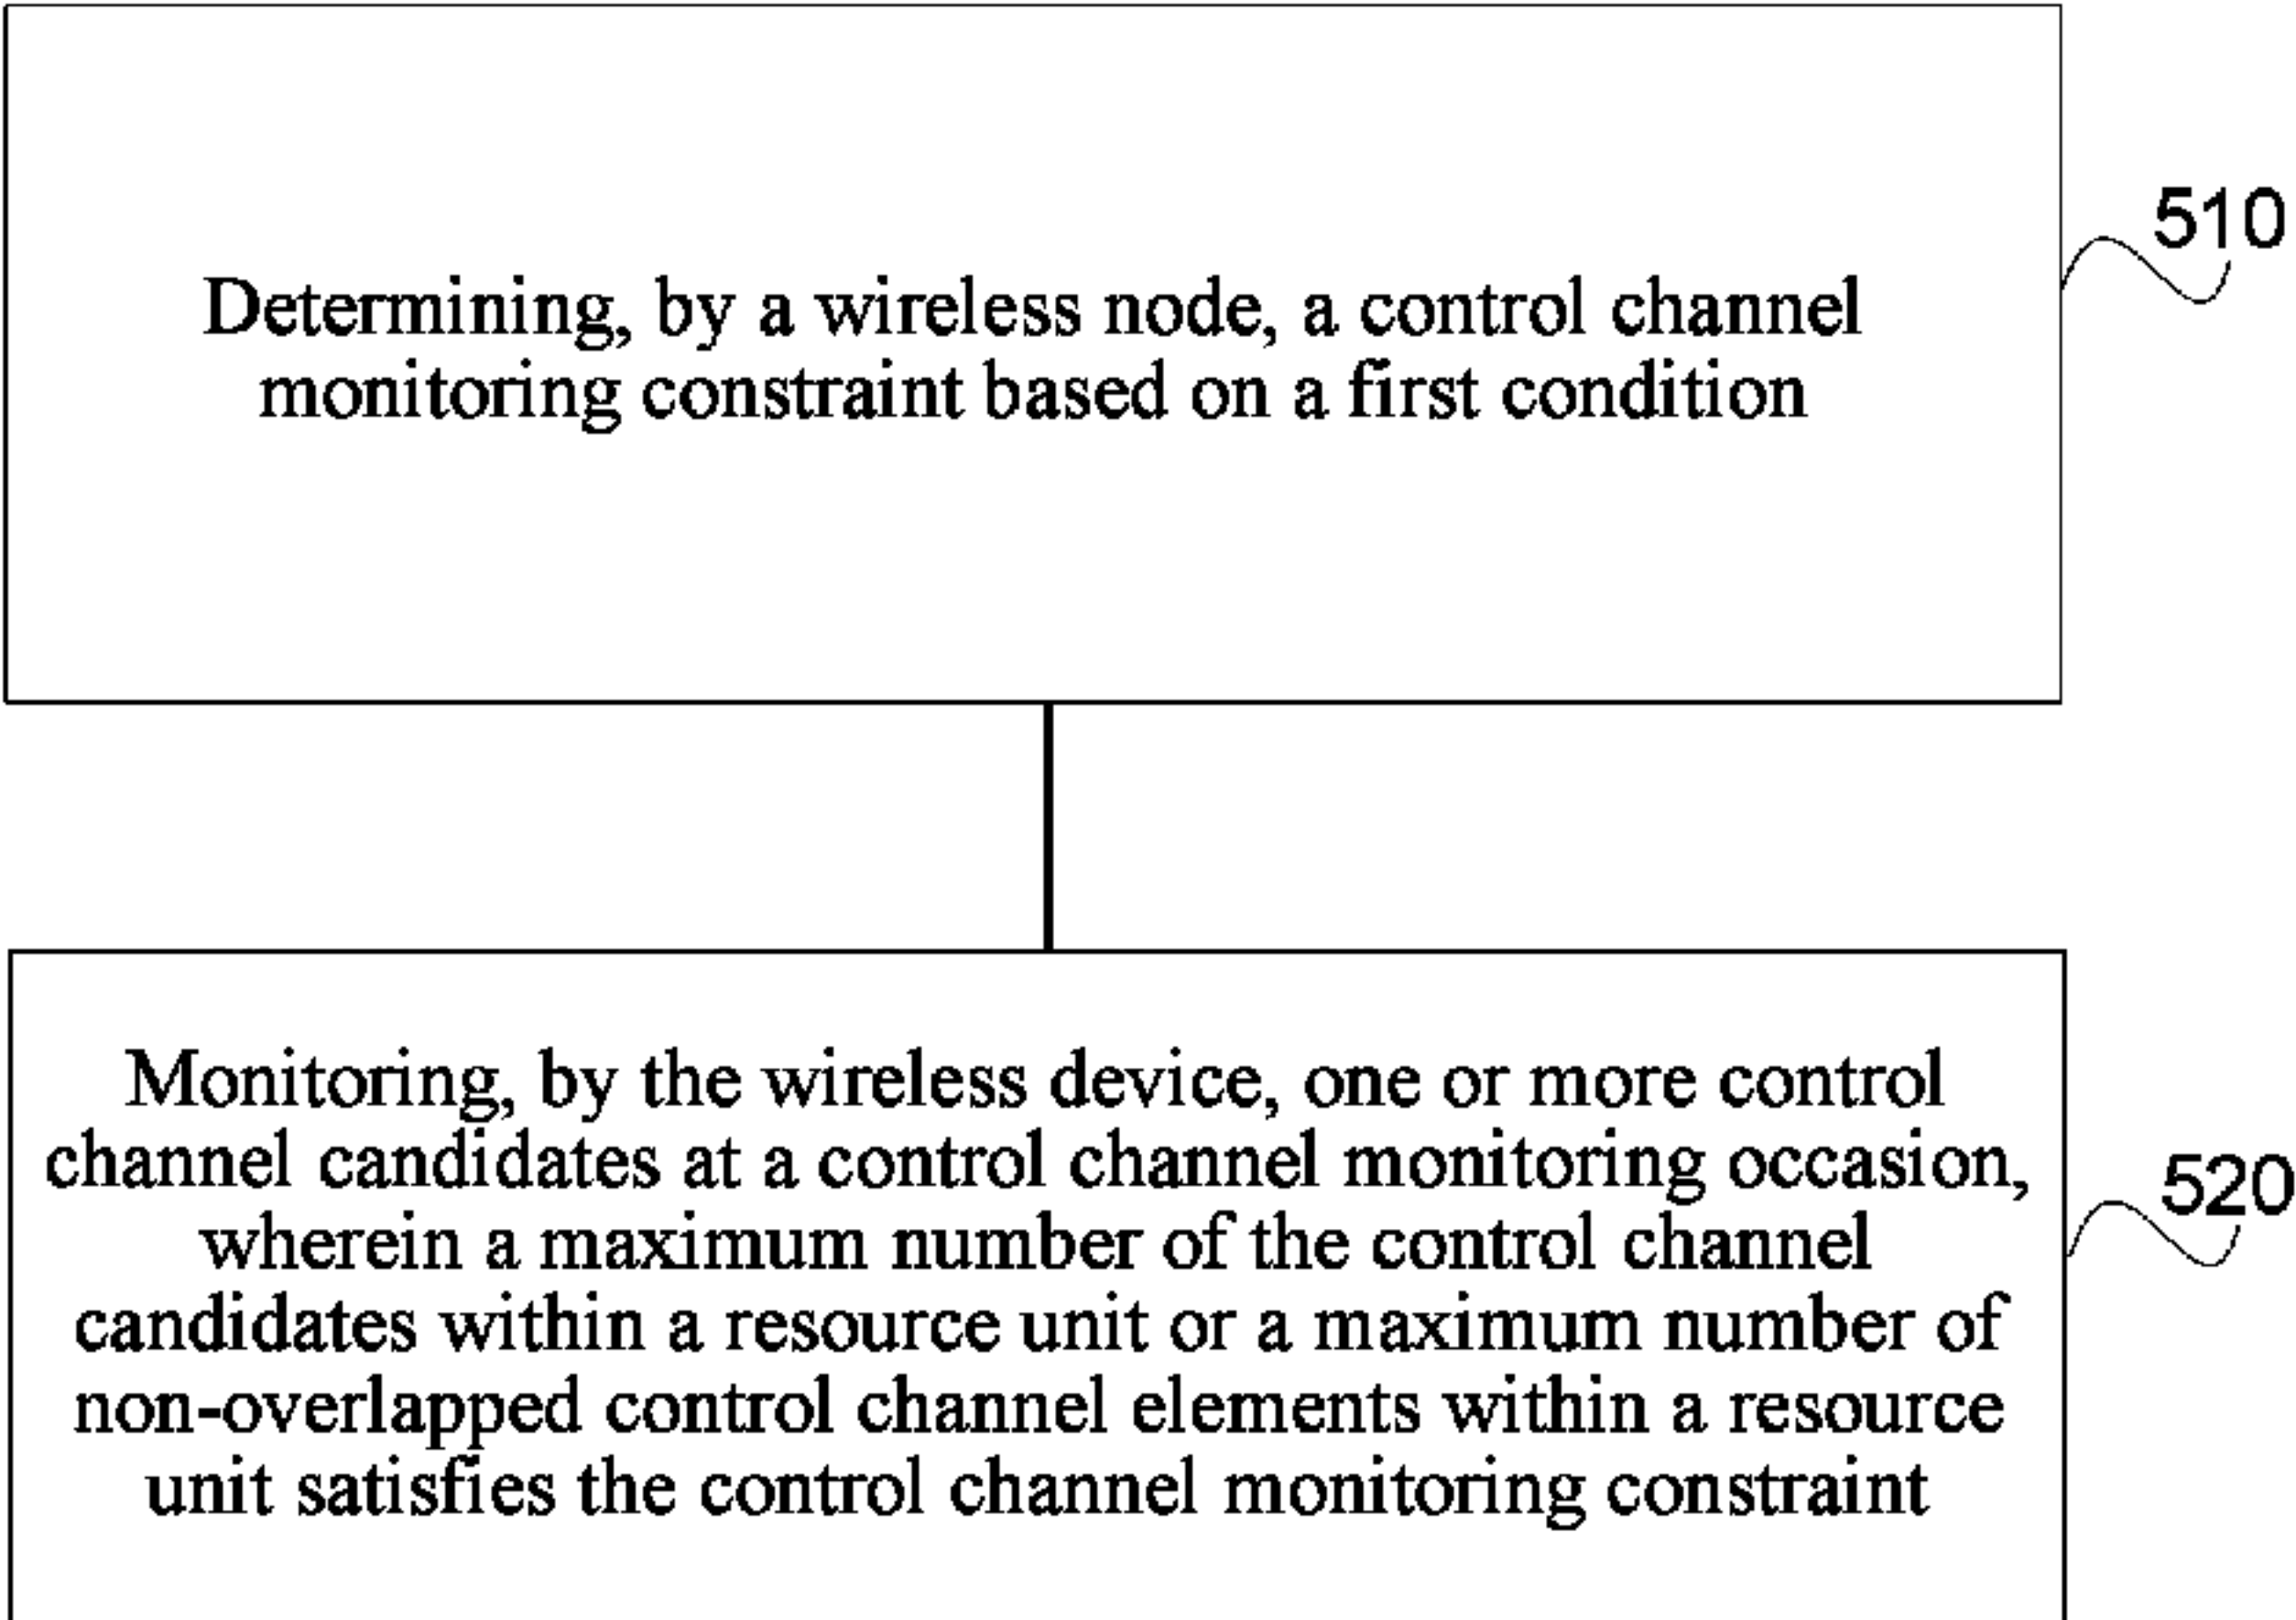 Determining, by a wireless node, a control channel
monitoring constraint based on a first condition
510
Monitoring, by the wireless device, one or more control
channel candidates at a control channel monitoring occasion,
wherein a maximum number of the control channel
candidates within a resource unit or a maximum number of
non-overlapped control channel elements within a resource
unit satisfies the control channel monitoring constraint
520